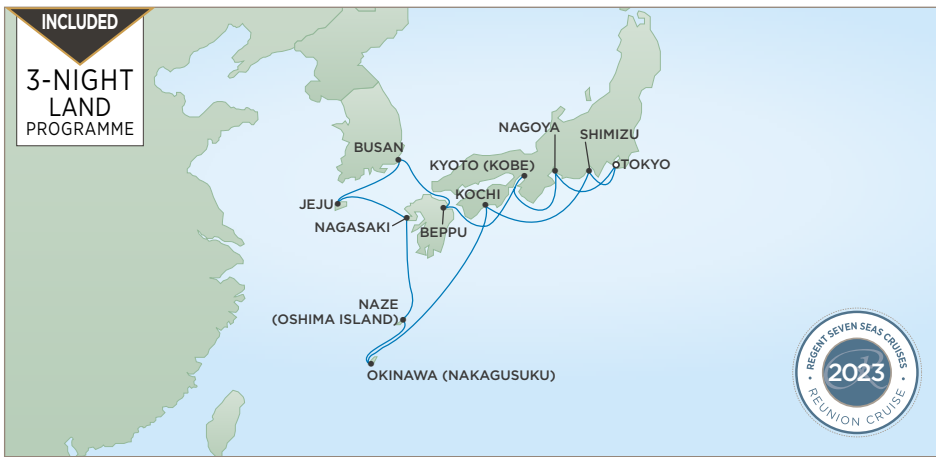 INCLUDED
3-NIGHT
LAND
PROGRAMME
NAGOYA
SHIMIZU
BUSAN
KYOTO (KOBE)
TOKYO
KOCHI
JEJU
NAGASAKI
BEPPU
NAZE
(OSHIMA ISLAND)
OKINAWA (NAKAGUSUKU)
• REGENT SEVEN SEAS CRUISES •
2023
REUNION CRUISE